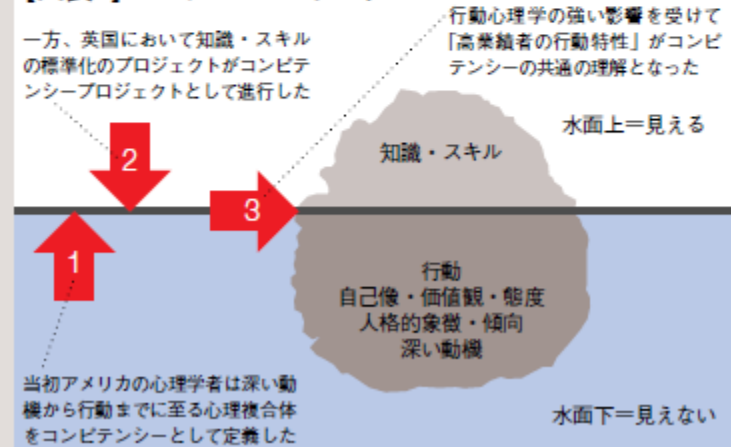 行動心理学の強い影響を受けて
「高業績者の行動特性」がコンピ
テンシーの共通の理解となった
一方、英国において知識・スキル
の標準化のプロジェクトがコンピテ
ンシープロジェクトとして進行した
水面上＝見える
知識・スキル
2
3
1
行動
自己像・価値観・態度
人格的象徴・傾向
深い動機
当初アメリカの心理学者は深い動
機から行動までに至る心理複合体
をコンピテンシーとして定義した
水面下＝見えない